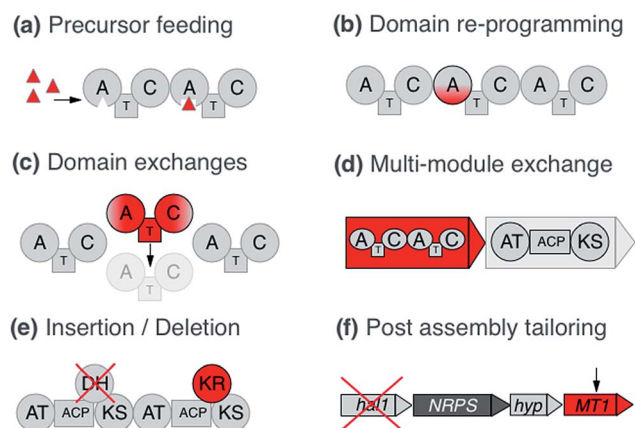 (a) Precursor feeding
A T C A T C
(b) Domain re-programming
A T C A T C A T C
(c) Domain exchanges
A T C
A T C
A T C
A T C
(d) Multi-module exchange
A T C A T C
AT ACP KS
(e) Insertion / Deletion
DH KR
AT ACP KS AT ACP KS
(f) Post assembly tailoring
hal1 NRPS hyp MT1